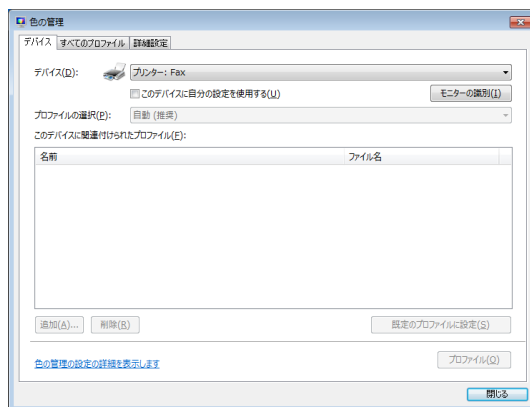 色の管理
デバイス すべてのプロファイル 詳細設定
デバイス(D): プリンター: Fax
このデバイスに自分の設定を使用する(U) モニターの識別(I)
プロファイルの選択(P): 自動 (推奨)
このデバイスに関連付けられたプロファイル(F):
名前 ファイル名
追加(A)... 削除(R) 既定のプロファイルに設定(S)
色の管理の設定の詳細を表示します プロファイル(O)
閉じる